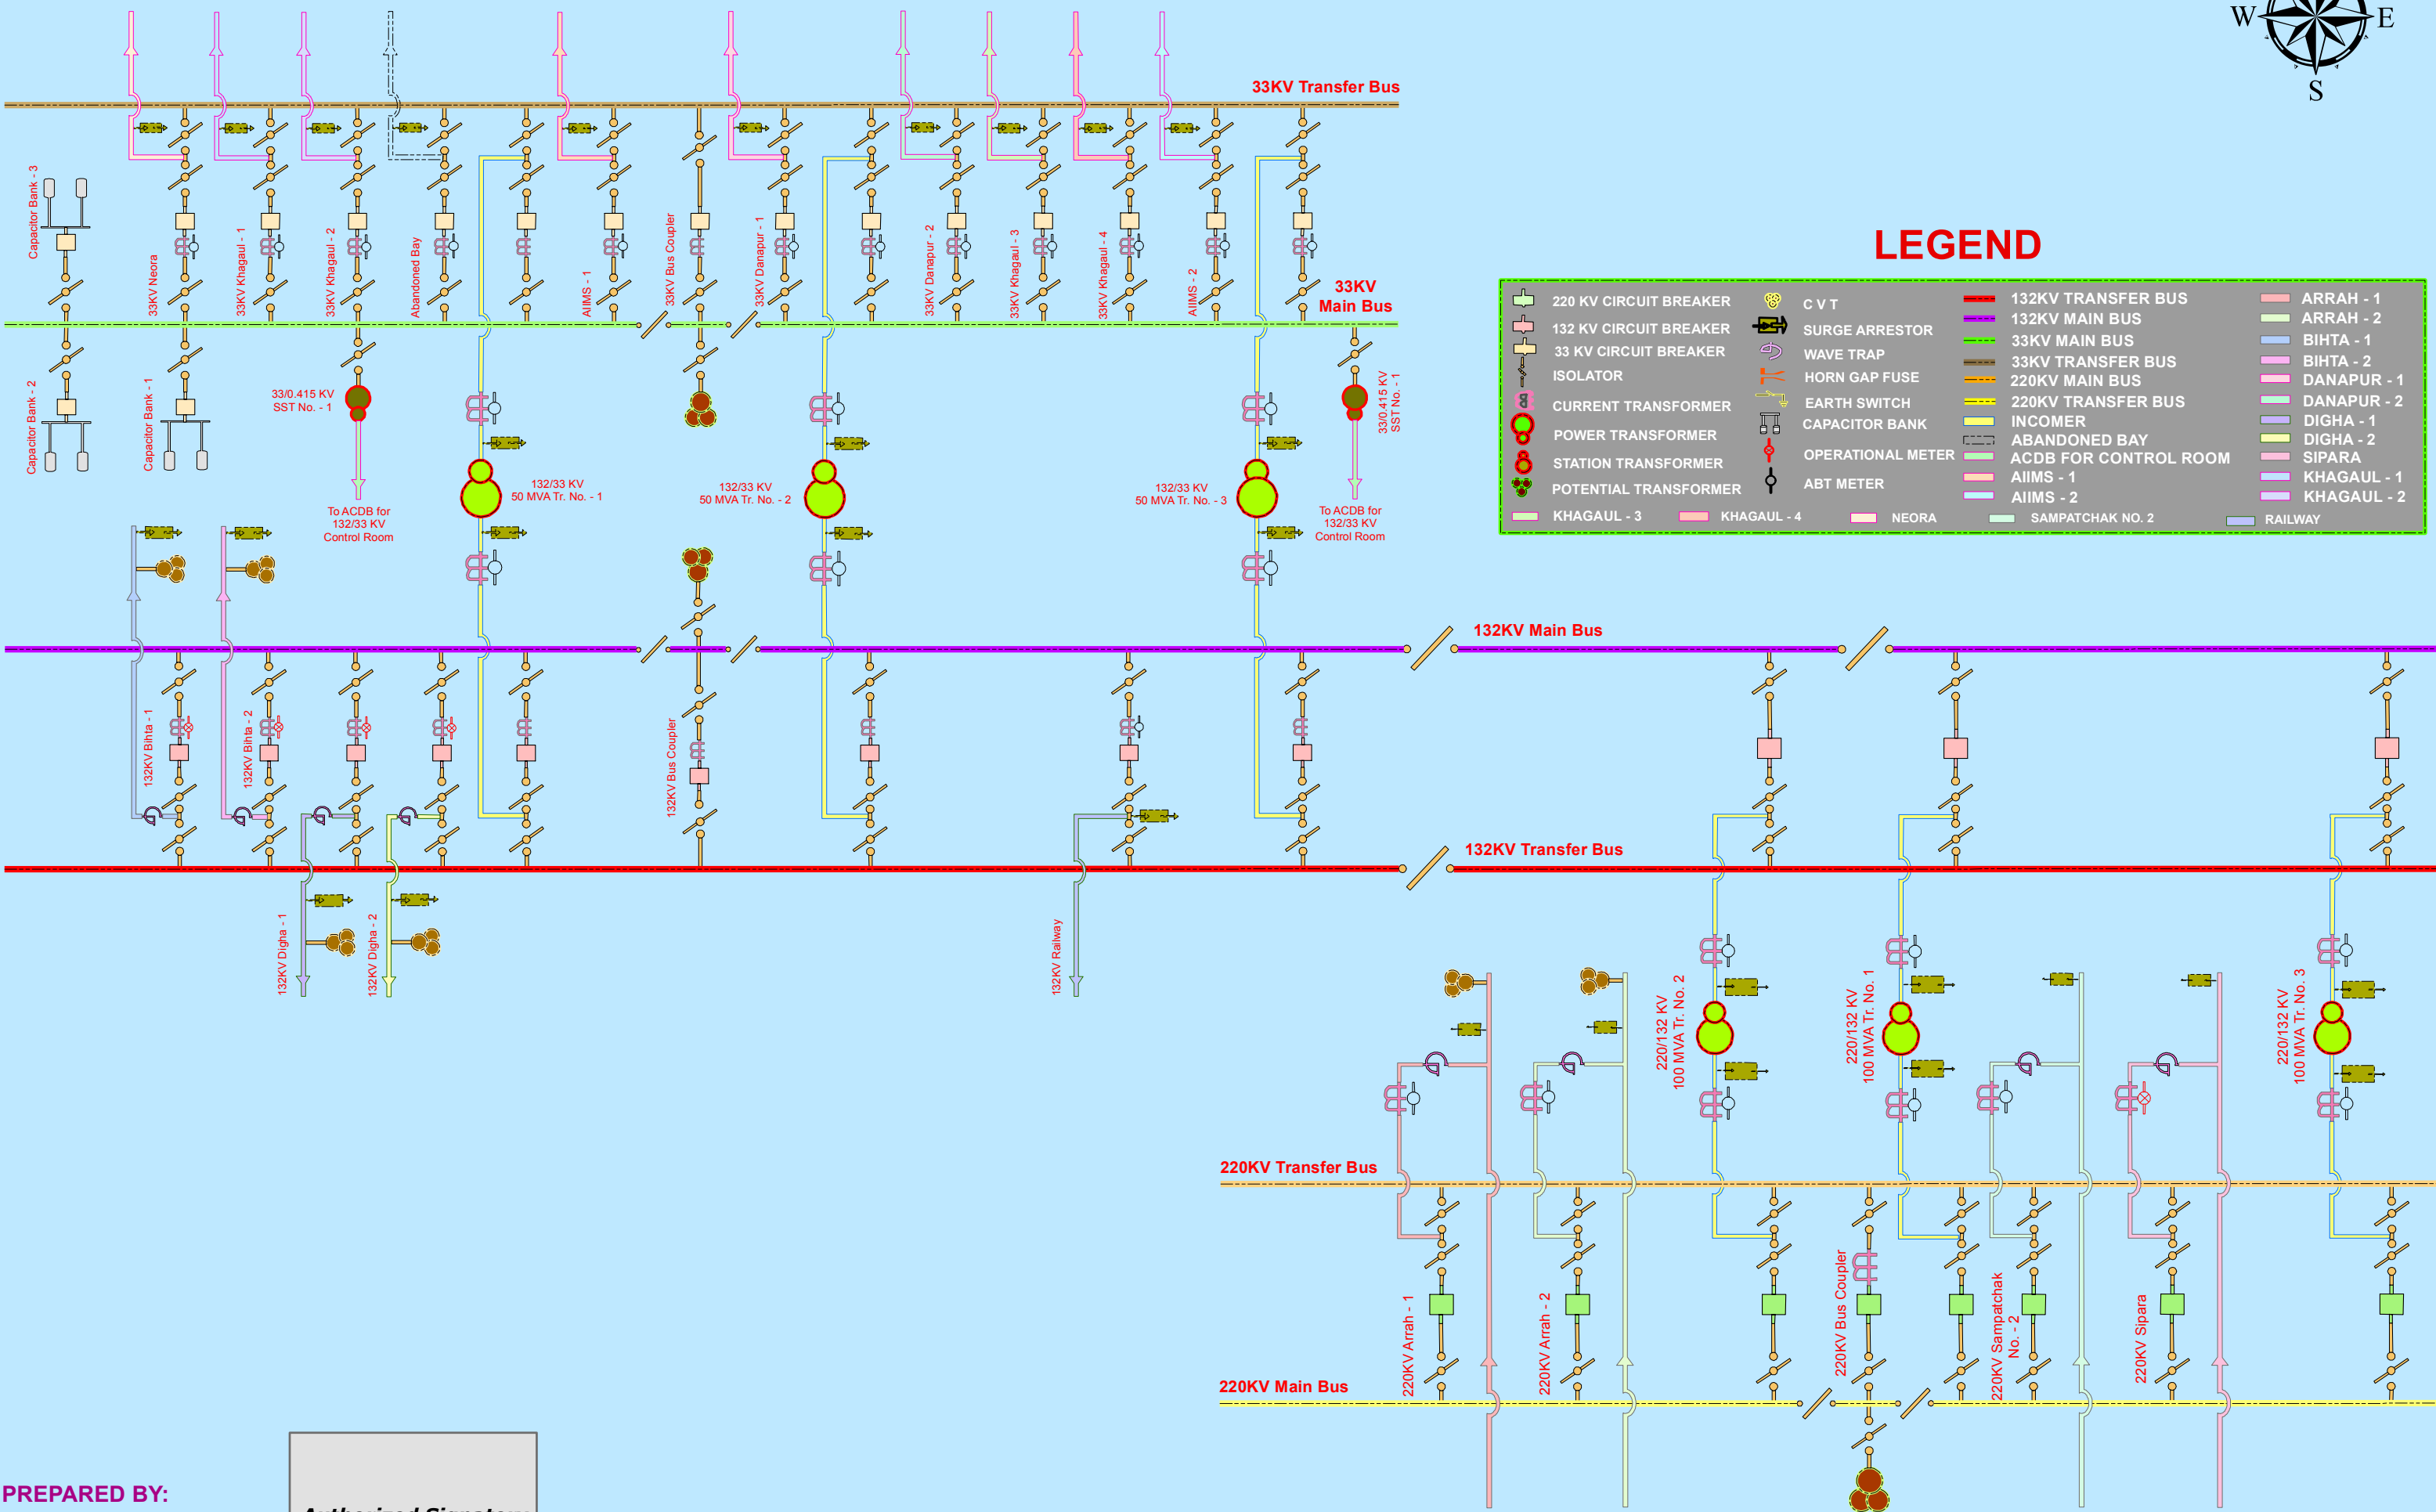 W
E
S
33KV Transfer Bus
Capacitor Bank - 3
33KV Neora
33KV Khagaul - 1
33KV Khagaul - 2
Abandoned Bay
AIIMS - 1
33KV Bus Coupler
33KV Danapur - 1
33KV Danapur - 2
33KV Khagaul - 3
33KV Khagaul - 4
AIIMS - 2
33KV
Main Bus
Capacitor Bank - 2
Capacitor Bank - 1
33/0.415 KV
SST No. - 1
To ACDB for
132/33 KV
Control Room
132/33 KV
50 MVA Tr. No. - 1
132/33 KV
50 MVA Tr. No. - 2
132/33 KV
50 MVA Tr. No. - 3
33/0.415 KV
SST No. - 1
To ACDB for
132/33 KV
Control Room
LEGEND
220 KV CIRCUIT BREAKER
132 KV CIRCUIT BREAKER
33 KV CIRCUIT BREAKER
ISOLATOR
CURRENT TRANSFORMER
POWER TRANSFORMER
STATION TRANSFORMER
POTENTIAL TRANSFORMER
C V T
SURGE ARRESTOR
WAVE TRAP
HORN GAP FUSE
EARTH SWITCH
CAPACITOR BANK
OPERATIONAL METER
ABT METER
132KV TRANSFER BUS
132KV MAIN BUS
33KV MAIN BUS
33KV TRANSFER BUS
220KV MAIN BUS
220KV TRANSFER BUS
INCOMER
ABANDONED BAY
ACDB FOR CONTROL ROOM
AIIMS - 1
AIIMS - 2
ARRAH - 1
ARRAH - 2
BIHTA - 1
BIHTA - 2
DANAPUR - 1
DANAPUR - 2
DIGHA - 1
DIGHA - 2
SIPARA
KHAGAUL - 1
KHAGAUL - 2
KHAGAUL - 3
KHAGAUL - 4
NEORA
SAMPATCHAK NO. 2
RAILWAY
132KV Main Bus
132KV Bihta - 1
132KV Bihta - 2
132KV Bus Coupler
132KV Transfer Bus
132KV Digha - 1
132KV Digha - 2
132KV Railway
220/132 KV
100 MVA Tr. No. 2
220/132 KV
100 MVA Tr. No. 1
220/132 KV
100 MVA Tr. No. 3
220KV Transfer Bus
220KV Arrah - 1
220KV Arrah - 2
220KV Bus Coupler
220KV Sampatchak
No. - 2
220KV Sipara
220KV Main Bus
PREPARED BY:
Authorized Signatory